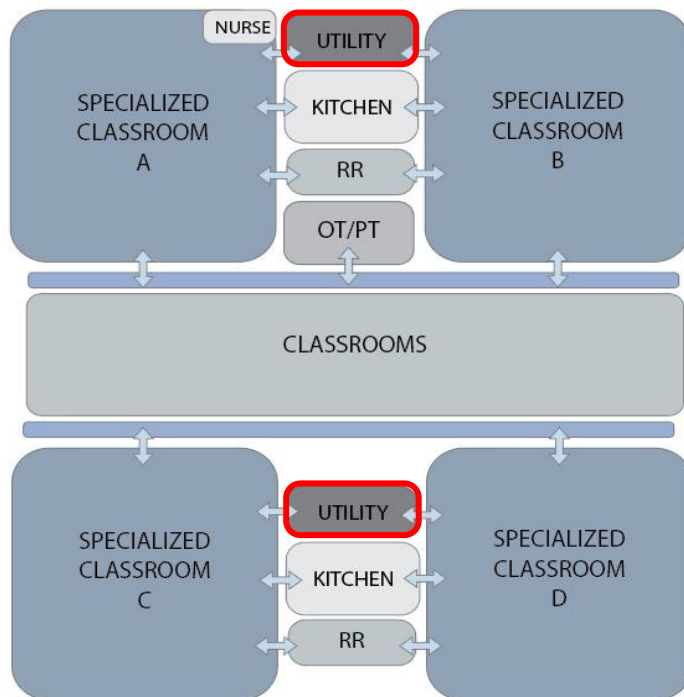 NURSE
UTILITY
SPECIALIZED
CLASSROOM
A
KITCHEN
SPECIALIZED
CLASSROOM
B
RR
OT/PT
CLASSROOMS
SPECIALIZED
CLASSROOM
C
UTILITY
KITCHEN
RR
SPECIALIZED
CLASSROOM
D